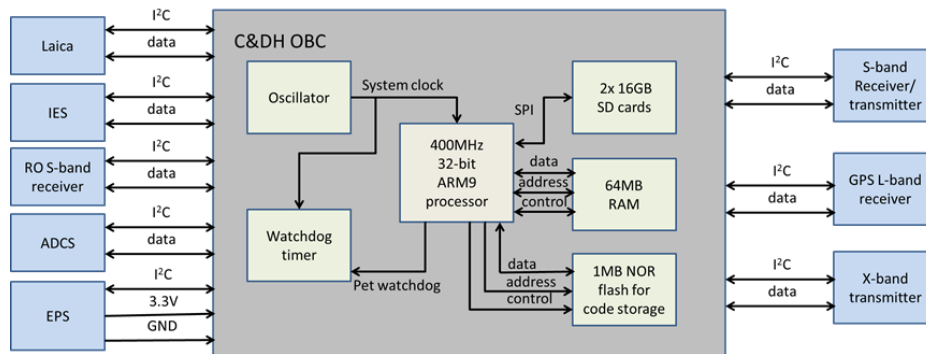 I²C
Laica
data
I²C
IES
data
I²C
RO S-band
receiver
data
I²C
ADCS
data
I²C
EPS
3.3V
GND
C&DH OBC
Oscillator
System clock
Watchdog
timer
Pet watchdog
400MHz
32-bit
ARM9
processor
SPI
2x 16GB
SD cards
data
address
control
64MB
RAM
data
address
control
1MB NOR
flash for
code storage
I²C
data
S-band
Receiver/
transmitter
I²C
data
GPS L-band
receiver
I²C
data
X-band
transmitter